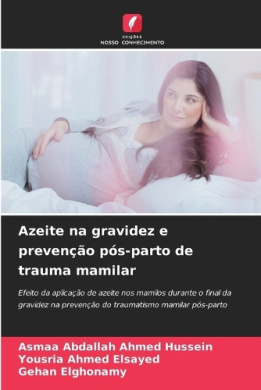 edições
NOSSO CONHECIMENTO
Azeite na gravidez e
prevenção pós-parto de
trauma mamilar
Efeito da aplicação de azeite nos mamilos durante o final da
gravidez na prevenção do traumatismo mamilar pós-parto
Asmaa Abdallah Ahmed Hussein
Yousria Ahmed Elsayed
Gehan Elghonamy